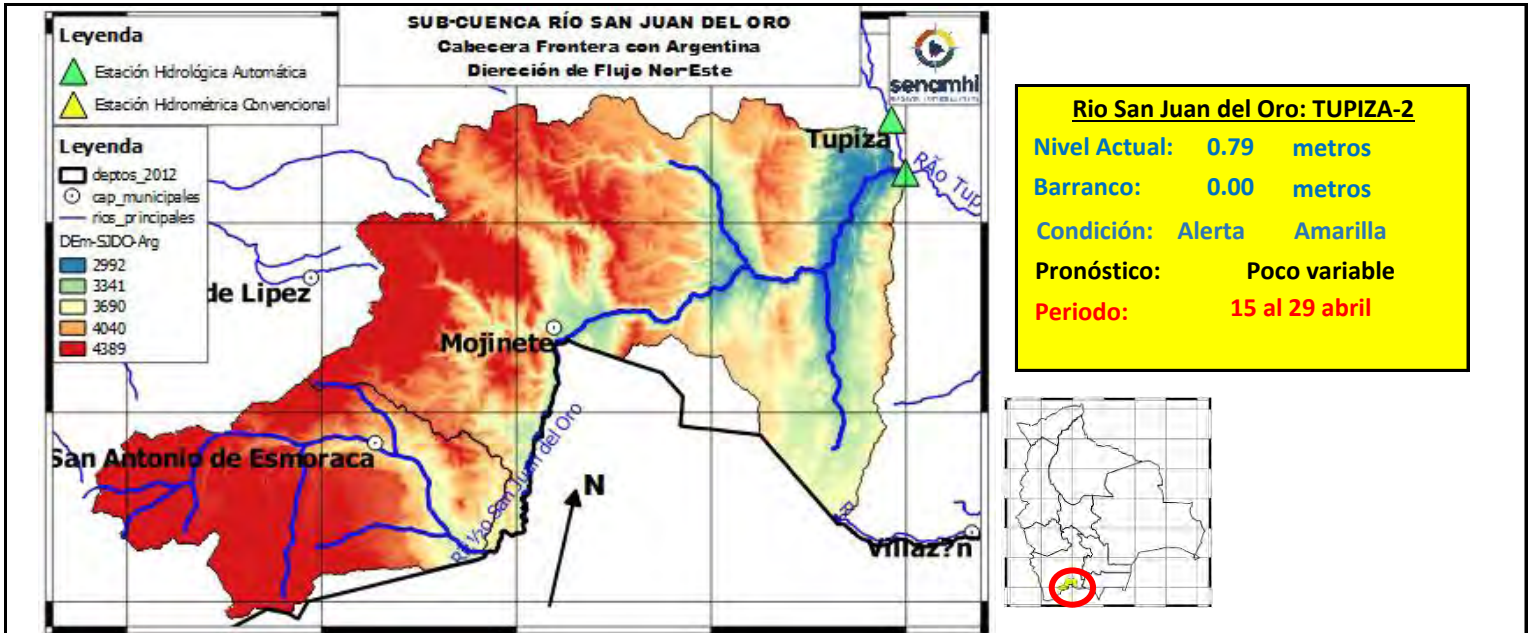 SUB-CUENCA RÍO SAN JUAN DEL ORO
Cabecera Frontera con Argentina
Dierción de Flujo Nor-Este
Leyenda
Estación Hidrológica Automática
Estación Hidrométrica Convencional
Leyenda
deptos_2012
cap_municipales
rios_principales
DEm-SJDO-Arg
2992
3341
3690
4040
4389
senamhi
Tupiza
RÃo Tup
de Lipez
Mojinete
San Antonio de Esmoraca
San Juan del Oro
N
Villaz?n
Rio San Juan del Oro: TUPIZA-2
Nivel Actual: 0.79 metros
Barranco: 0.00 metros
Condición: Alerta Amarilla
Pronóstico: Poco variable
Periodo: 15 al 29 abril